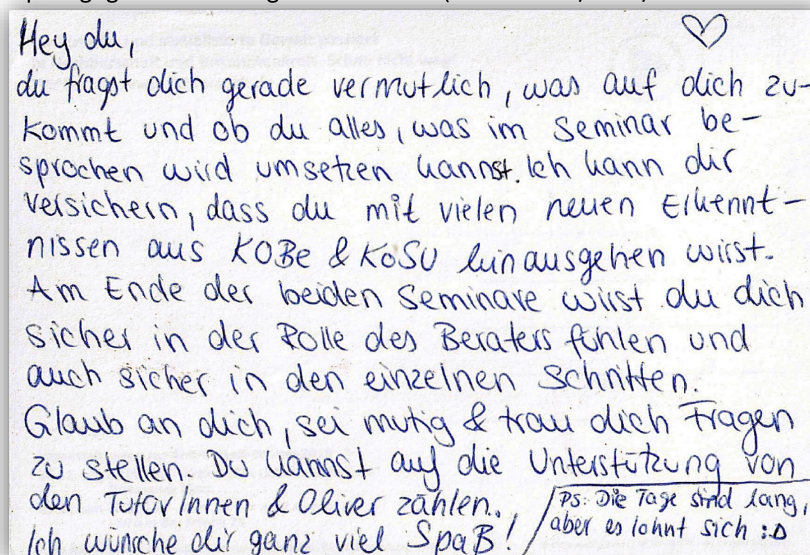 Hey du,
du fragst dich gerade vermutlich, was auf dich zu-
kommt und ob du alles, was im Seminar be-
sprochen wird umsetzen kannst. Ich kann dir
versichern, dass du mit vielen neuen Erkennt-
nissen aus KOBe & KoSU hinausgehen wirst.
Am Ende der beiden Seminare wirst du dich
sicher in der Rolle des Beraters fühlen und
auch sicher in den einzelnen Schritten.
Glaub an dich, sei mutig & trau dich Fragen
zu stellen. Du kannst auf die Unterstützung von
den TutorInnen & Oliver zählen.
Ich wünsche dir ganz viel Spaß!
PS: Die Tage sind lang,
aber es lohnt sich :D